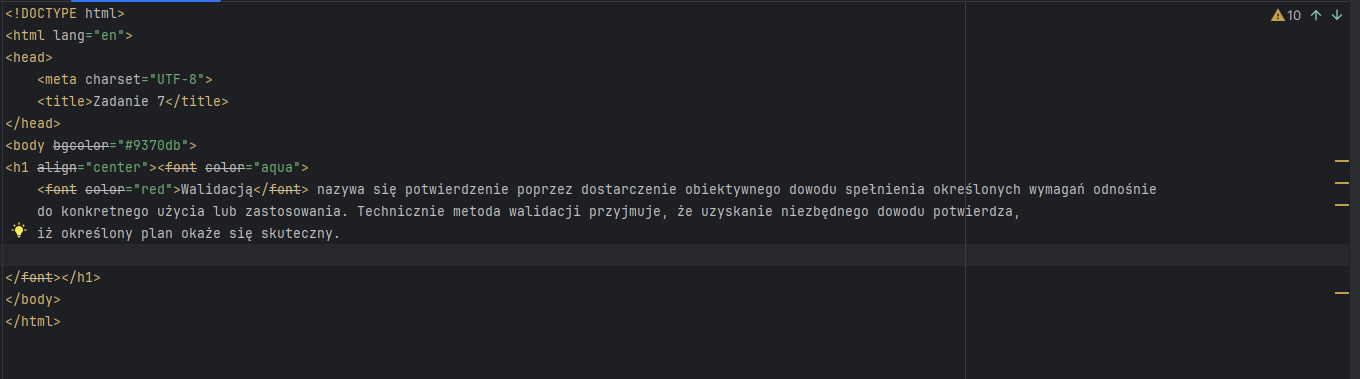 <!DOCTYPE html>
<html lang="en">
<head>
    <meta charset="UTF-8">
    <title>Zadanie 7</title>
</head>
<body bgcolor="#9370db">
<h1 align="center"><font color="aqua">
    <font color="red">Walidacją</font> nazywa się potwierdzenie poprzez dostarczenie obiektywnego dowodu spełnienia określonych wymagań odnośnie
    do konkretnego użycia lub zastosowania. Technicznie metoda walidacji przyjmuje, że uzyskanie niezbędnego dowodu potwierdza,
    iż określony plan okaże się skuteczny.
</font></h1>
</body>
</html>
10